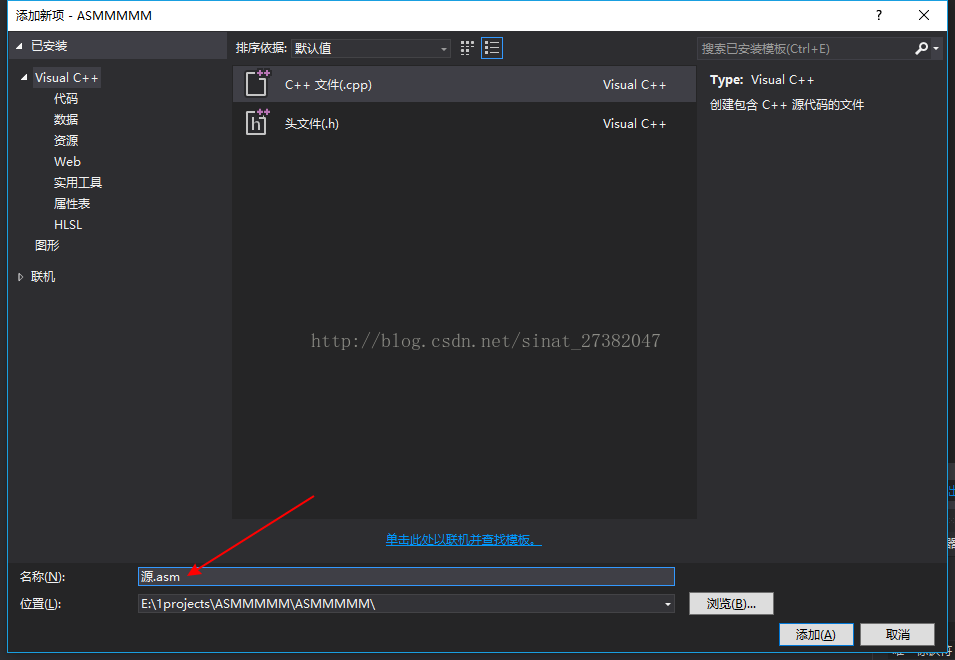 添加新项 - ASMMMMM
?
已安装
排序依据: 默认值
搜索已安装模板(Ctrl+E)
Visual C++
代码
数据
资源
Web
实用工具
属性表
HLSL
图形
联机
C++ 文件(.cpp) Visual C++
头文件(.h) Visual C++
Type: Visual C++
创建包含 C++ 源代码的文件
http://blog.csdn.net/sinat_27382047
单击此处以联机并查找模板。
名称(N): 源.asm
位置(L): E:\1projects\ASMMMMM\ASMMMMM\
浏览(B)...
添加(A) 取消